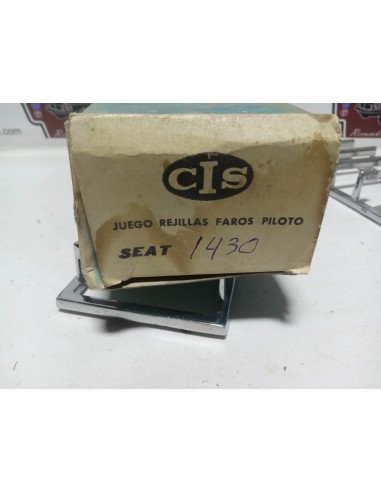 CIS
JUEGO REJILLAS FAROS PILOTO
SEAT 1430